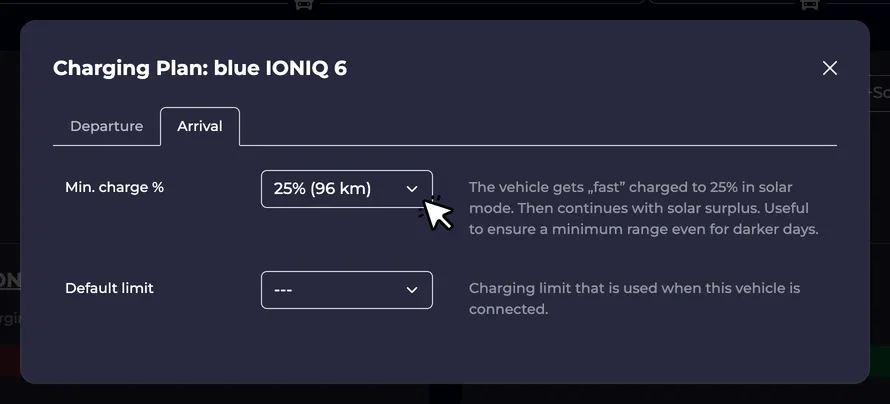 Charging Plan: blue IONIQ 6
Departure
Arrival
Min. charge %
25% (96 km)
The vehicle gets „fast” charged to 25% in solar
mode. Then continues with solar surplus. Useful
to ensure a minimum range even for darker days.
Default limit
---
Charging limit that is used when this vehicle is
connected.